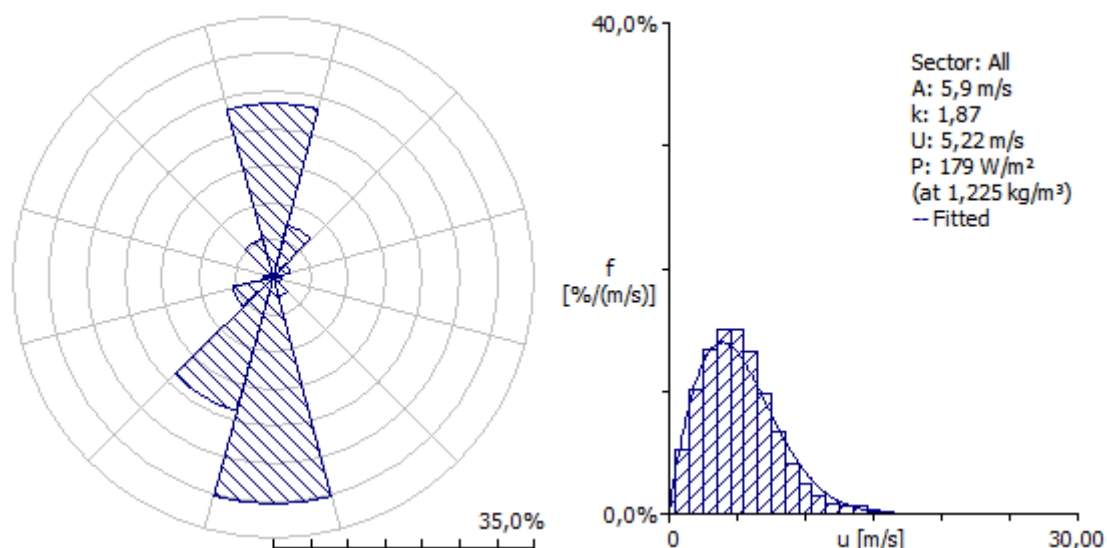 35,0%
40,0%
f
[%/(m/s)]
0,0%
0
u [m/s]
30,00
Sector: All
A: 5,9 m/s
k: 1,87
U: 5,22 m/s
P: 179 W/m²
(at 1,225 kg/m³)
-- Fitted